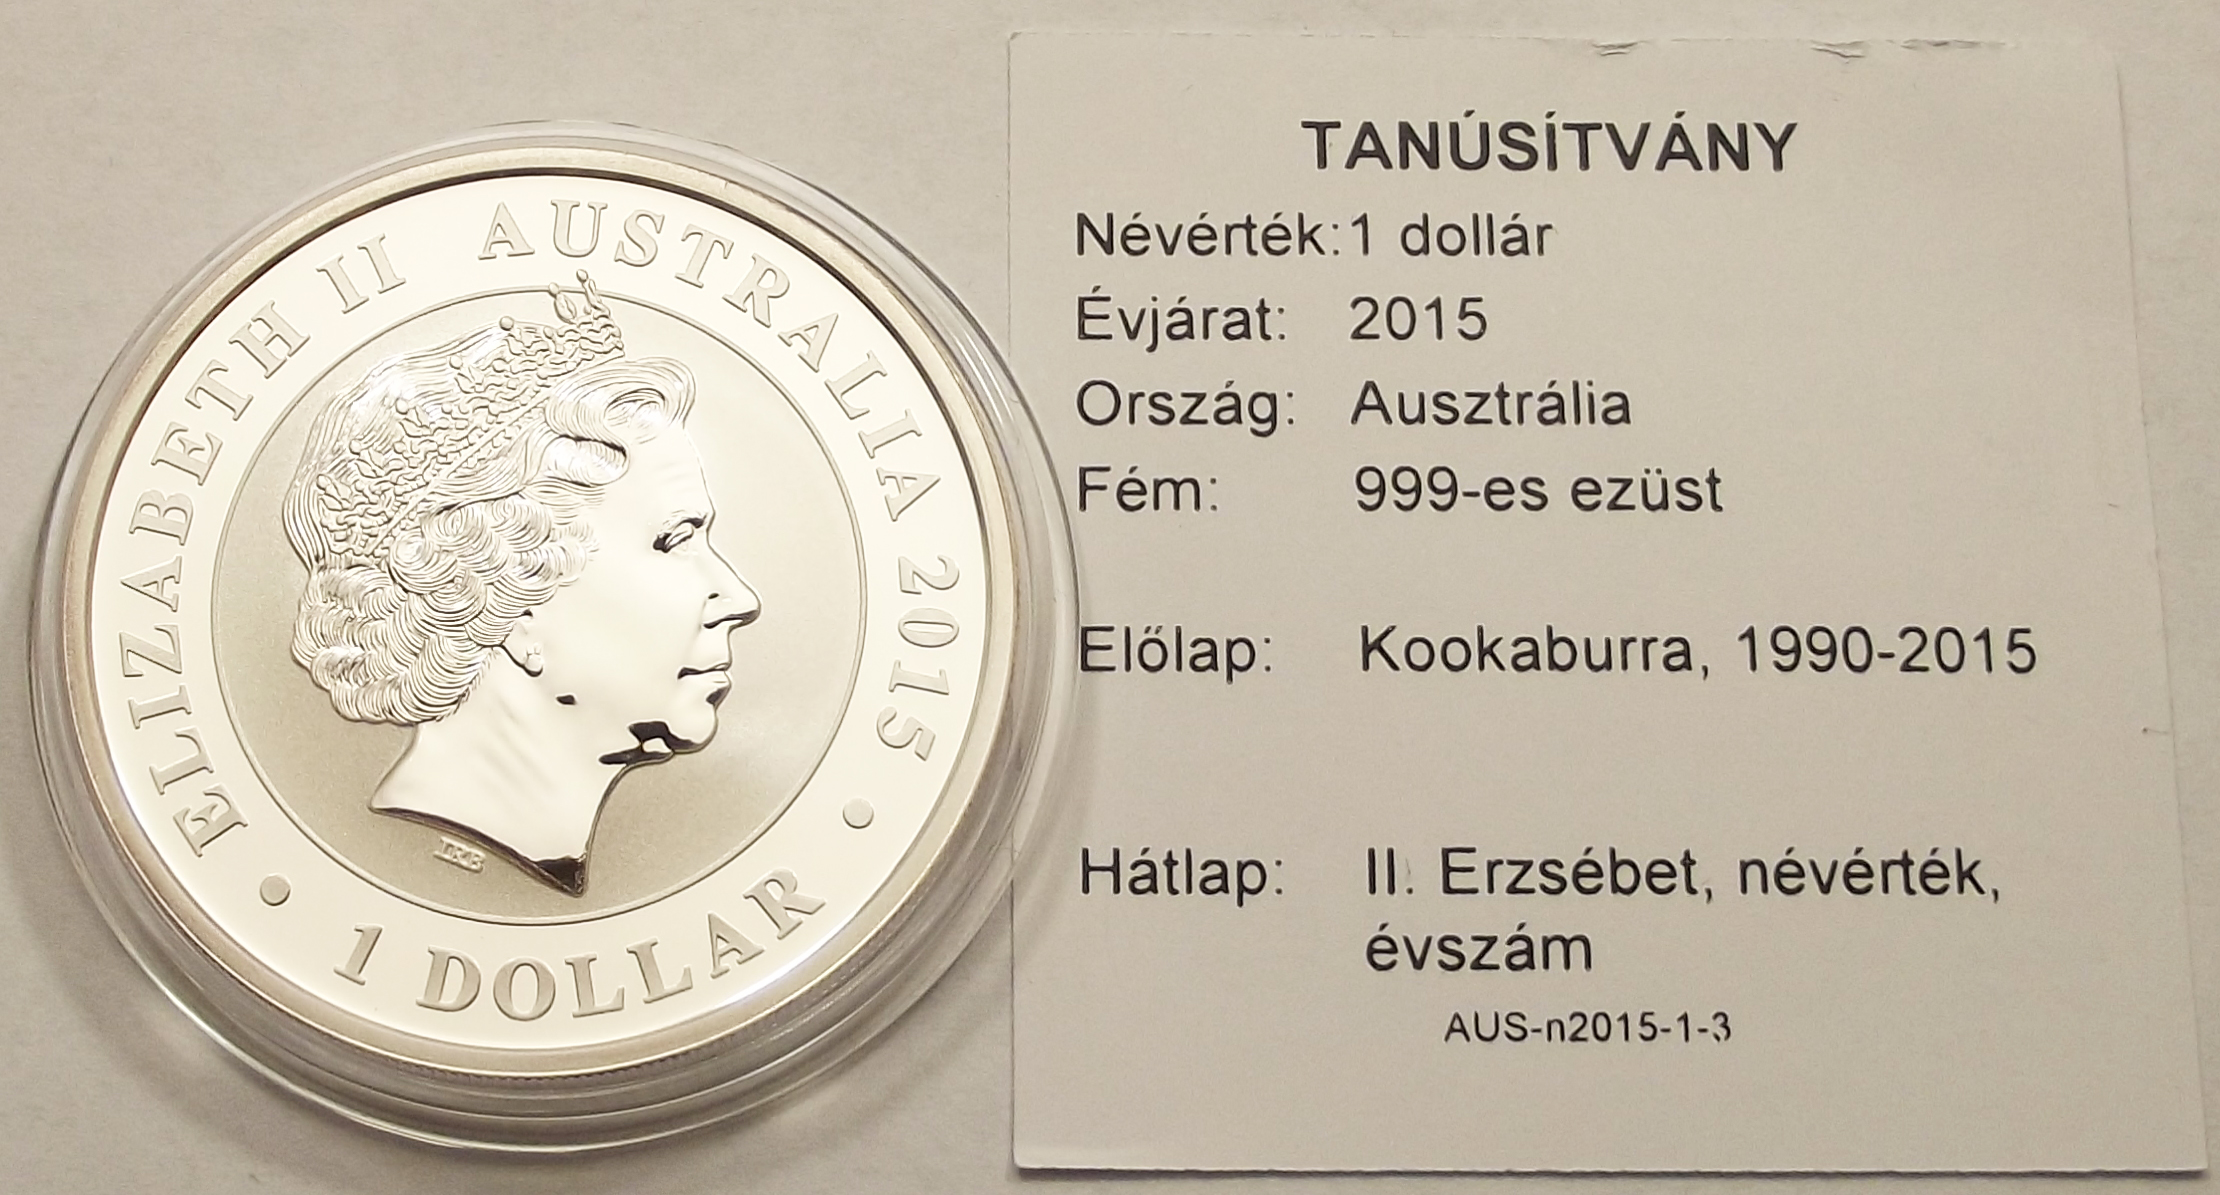 ELIZABETH II AUSTRALIA 2015
1 DOLLAR
IRB
TANÚSÍTVÁNY
Névérték: 1 dollár
Évjárat: 2015
Ország: Ausztrália
Fém: 999-es ezüst
Előlap: Kookaburra, 1990-2015
Hátlap: II. Erzsébet, névérték,
évszám
AUS-n2015-1-3